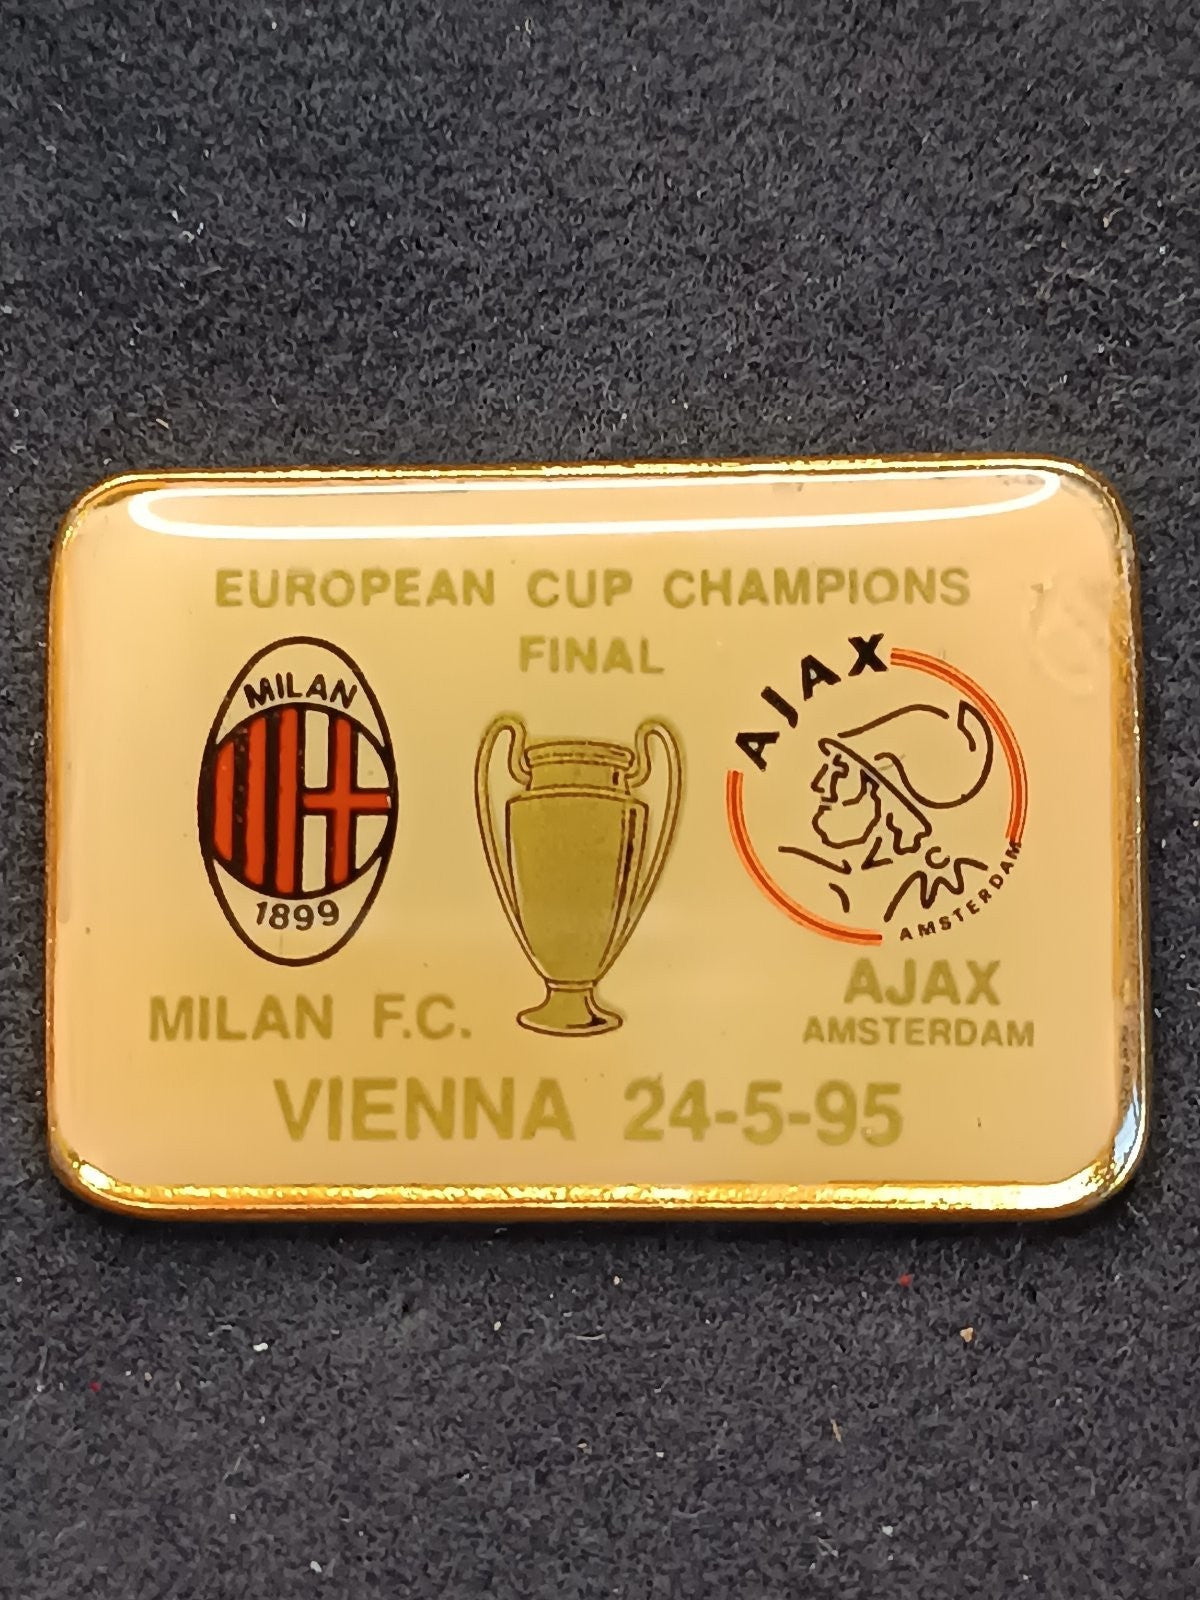 EUROPEAN CUP CHAMPIONS
FINAL
MILAN
1899
AJAX
AMSTERDAM
MILAN F.C.
AJAX
AMSTERDAM
VIENNA 24-5-95